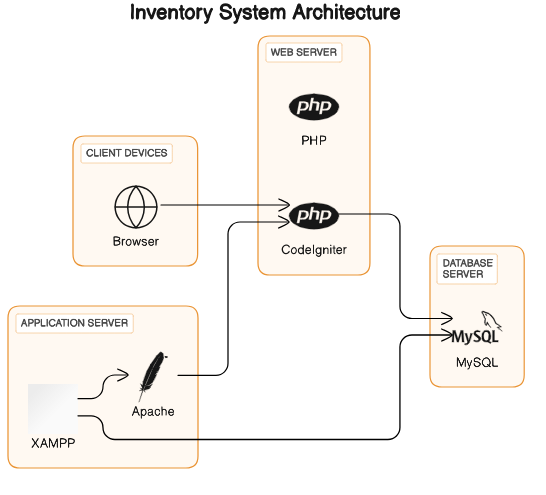 Inventory System Architecture
WEB SERVER
php
PHP
CLIENT DEVICES
Browser
php
CodeIgniter
DATABASE
SERVER
MySQL
MySQL
APPLICATION SERVER
Apache
XAMPP